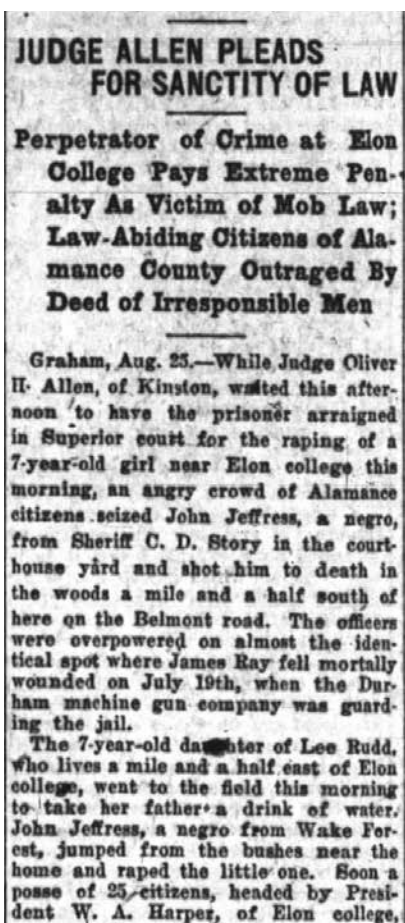 JUDGE ALLEN PLEADS
FOR SANCTITY OF LAW
Perpetrator of Crime at Elon
College Pays Extreme Pen-
alty As Victim of Mob Law;
Law-Abiding Citizens of Ala-
mance County Outraged By
Deed of Irresponsible Men
Graham, Aug. 25.—While Judge Oliver
H. Allen, of Kinston, waited this after-
noon to have the prisoner arraigned
in Superior court for the raping of a
7-year-old girl near Elon college this
morning, an angry crowd of Alamance
citizens seized John Jeffress, a negro,
from Sheriff C. D. Story in the court-
house yard and shot him to death in
the woods a mile and a half south of
here on the Belmont road. The officers
were overpowered on almost the iden-
tical spot where James Ray fell mortally
wounded on July 19th, when the Dur-
ham machine gun company was guard-
ing the jail.
The 7-year-old daughter of Lee Rudd,
who lives a mile and a half east of Elon
college, went to the field this morning
to take her father a drink of water.
John Jeffress, a negro from Wake For-
est, jumped from the bushes near the
home and raped the little one. Soon a
posse of 25 citizens, headed by Presi-
dent W. A. Harper, of Elon college,